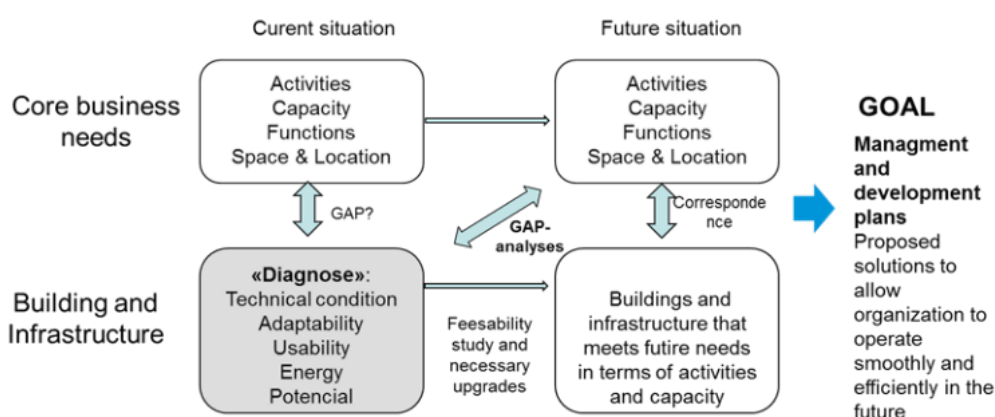 Curent situation
Future situation
Core business
needs
Activities
Capacity
Functions
Space & Location
Activities
Capacity
Functions
Space & Location
GAP?
GAP-
analyses
Corresponde
nce
Building and
Infrastructure
«Diagnose»:
Technical condition
Adaptability
Usability
Energy
Potencial
Feesability
study and
necessary
upgrades
Buildings and
infrastructure that
meets futire needs
in terms of activities
and capacity
GOAL
Managment
and
development
plans
Proposed
solutions to
allow
organization to
operate
smoothly and
efficiently in the
future